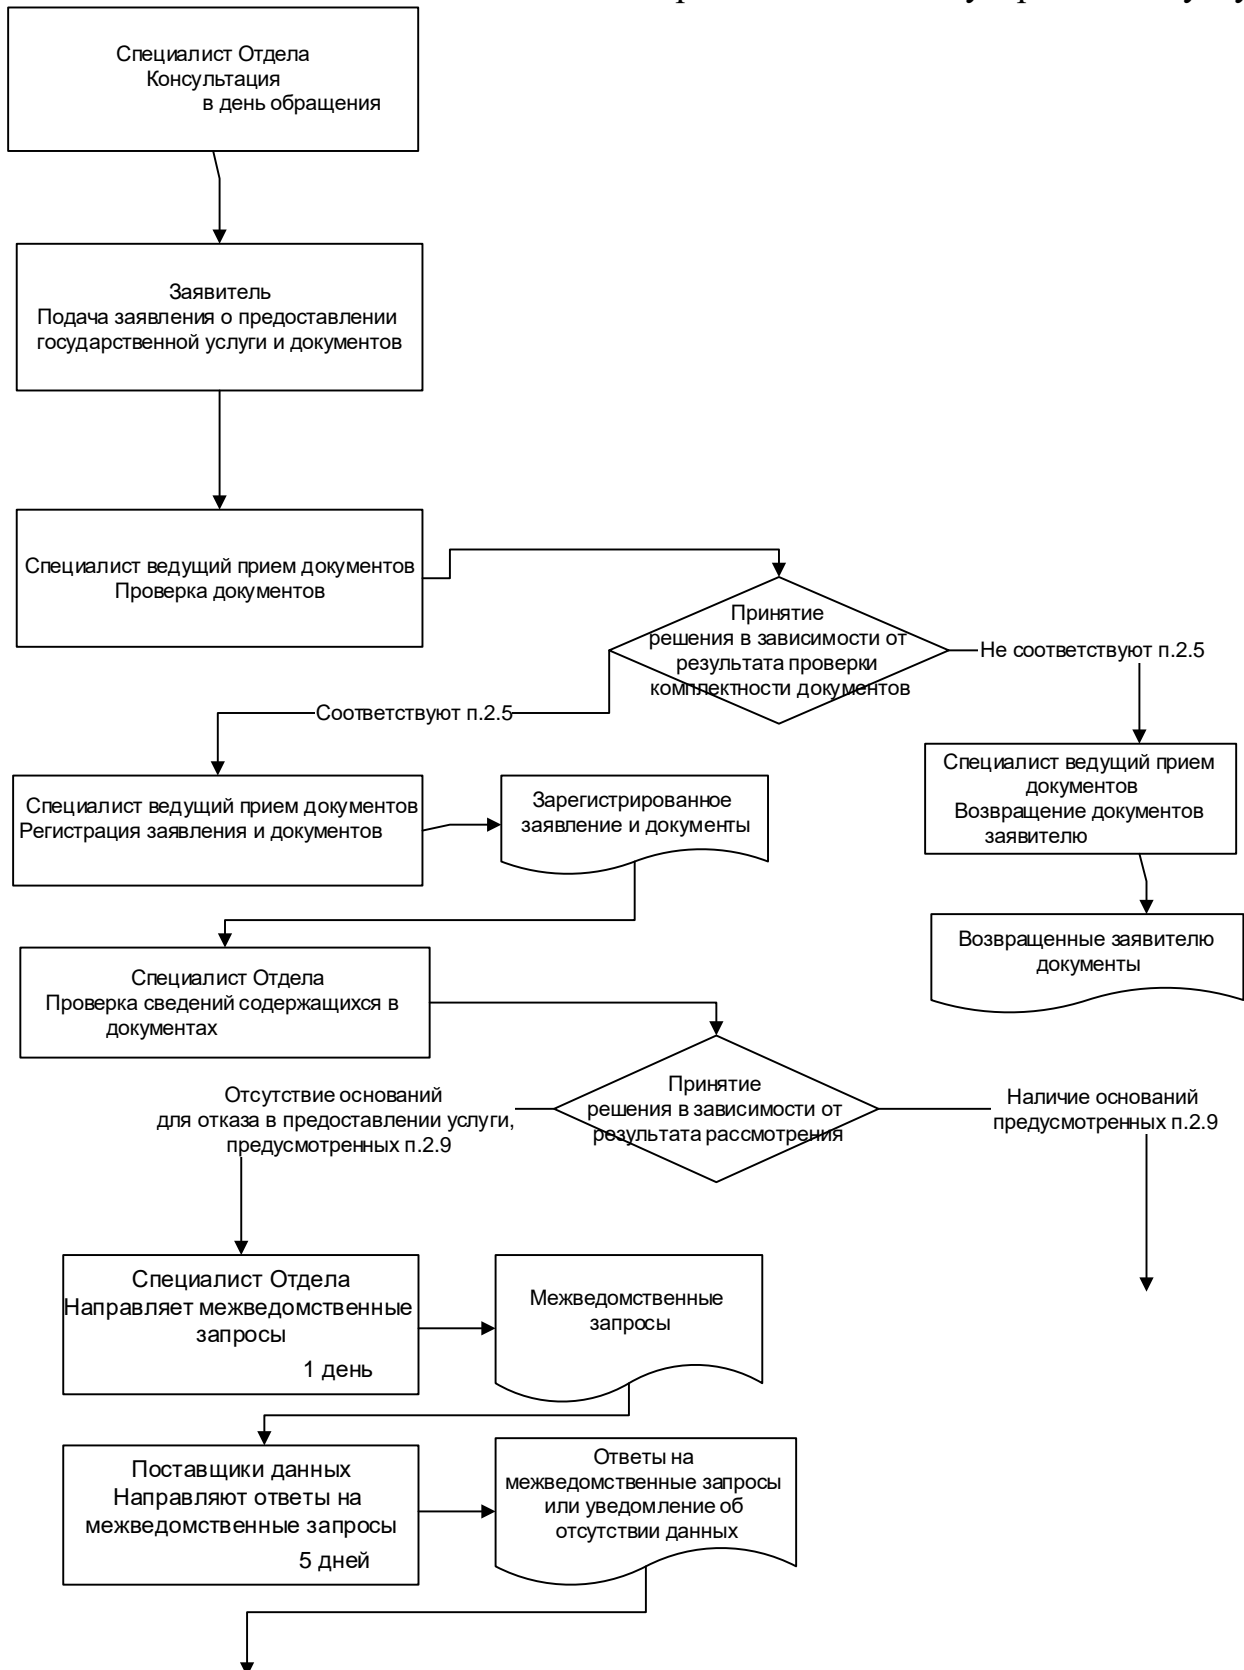 Специалист Отдела
Консультация
в день обращения
Заявитель
Подача заявления о предоставлении
государственной услуги и документов
Специалист ведущий прием документов
Проверка документов
Принятие
решения в зависимости от
результата проверки
комплектности документов
Не соответствуют п.2.5
Соответствуют п.2.5
Специалист ведущий прием
документов
Возвращение документов
заявителю
Специалист ведущий прием документов
Регистрация заявления и документов
Зарегистрированное
заявление и документы
Возвращенные заявителю
документы
Специалист Отдела
Проверка сведений содержащихся в
документах
Принятие
решения в зависимости от
результата рассмотрения
Отсутствие оснований
для отказа в предоставлении услуги,
предусмотренных п.2.9
Наличие оснований
предусмотренных п.2.9
Специалист Отдела
Направляет межведомственные
запросы
1 день
Межведомственные
запросы
Поставщики данных
Направляют ответы на
межведомственные запросы
5 дней
Ответы на
межведомственные запросы
или уведомление об
отсутствии данных